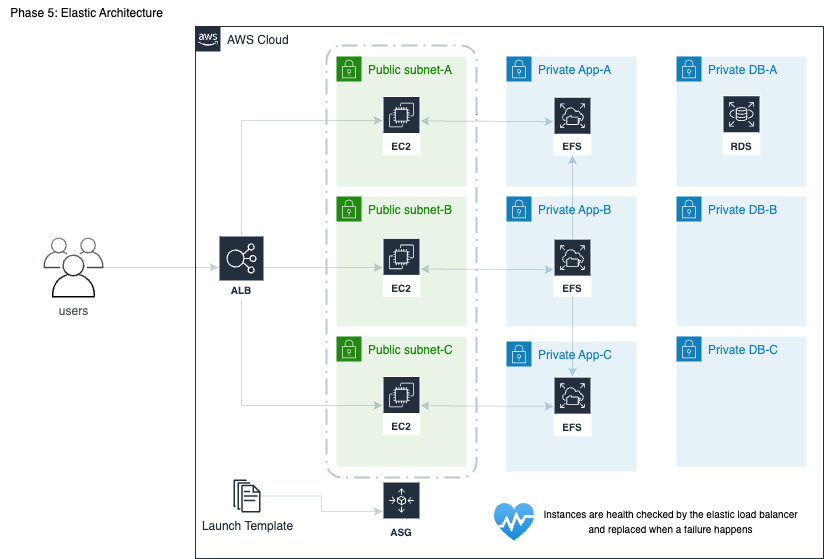 Phase 5: Elastic Architecture
aws
AWS Cloud
Public subnet-A
Private App-A
Private DB-A
EC2
EFS
RDS
Public subnet-B
Private App-B
Private DB-B
users
ALB
EC2
EFS
Public subnet-C
Private App-C
Private DB-C
EC2
EFS
Launch Template
ASG
Instances are health checked by the elastic load balancer
and replaced when a failure happens